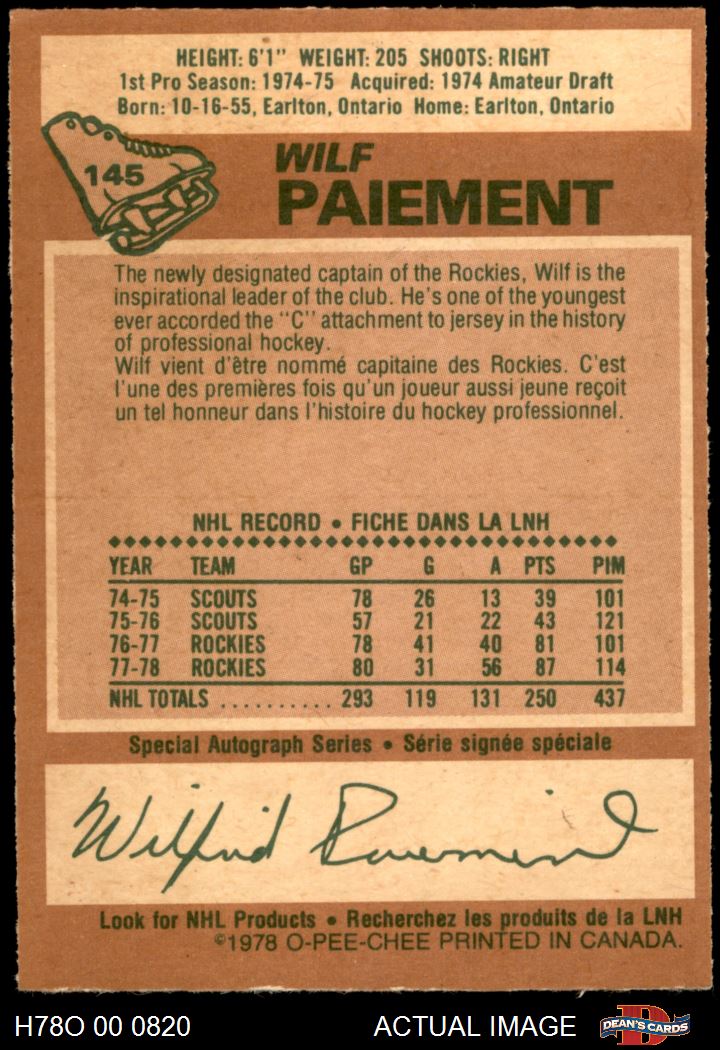 HEIGHT: 6'1" WEIGHT: 205 SHOOTS: RIGHT
1st Pro Season: 1974-75 Acquired: 1974 Amateur Draft
Born: 10-16-55, Earlton, Ontario Home: Earlton, Ontario
145
WILF
PAIEMENT
The newly designated captain of the Rockies, Wilf is the
inspirational leader of the club. He's one of the youngest
ever accorded the "C" attachment to jersey in the history
of professional hockey.
Wilf vient d'être nommé capitaine des Rockies. C'est
l'une des premières fois qu'un joueur aussi jeune reçoit
un tel honneur dans l'histoire du hockey professionnel.
NHL RECORD • FICHE DANS LA LNH
YEAR TEAM GP G A PTS PIM
74-75 SCOUTS 78 26 13 39 101
75-76 SCOUTS 57 21 22 43 121
76-77 ROCKIES 78 41 40 81 101
77-78 ROCKIES 80 31 56 87 114
NHL TOTALS .......... 293 119 131 250 437
Special Autograph Series • Série signée spéciale
Wilfrid Paiement
Look for NHL Products • Recherchez les produits de la LNH
©1978 O-PEE-CHEE PRINTED IN CANADA.
H78O 00 0820 ACTUAL IMAGE D DEAN'S CARDS